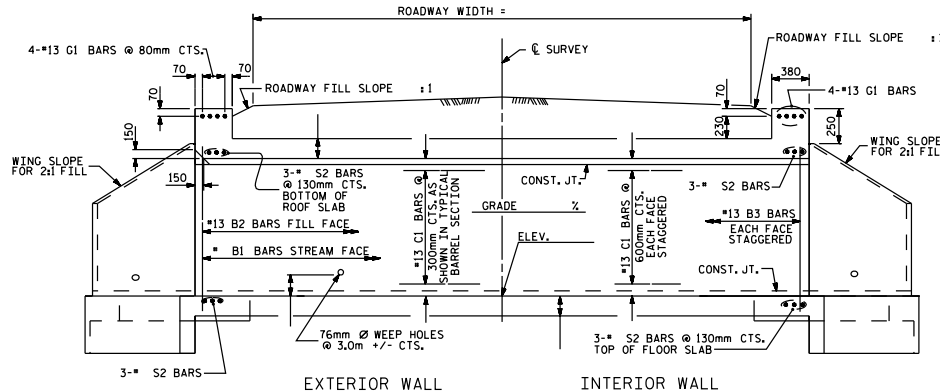 ROADWAY WIDTH =
4-#13 G1 BARS @ 80mm CTS.
℄ SURVEY
ROADWAY FILL SLOPE :
70
70
70
ROADWAY FILL SLOPE :1
380
70
4-#13 G1 BARS
150
230
250
WING SLOPE
FOR 2:1 FILL
WING SLOPE
FOR 2:1 FILL
150
3-# S2 BARS
@ 130mm CTS.
BOTTOM OF
ROOF SLAB
CONST. JT.
3-# S2 BARS
#13 C1 BARS @
300mm CTS. AS
SHOWN IN TYPICAL
BARREL SECTION
GRADE %
#13 C1 BARS @
600mm CTS.
EACH FACE
STAGGERED
#13 B3 BARS
EACH FACE
STAGGERED
#13 B2 BARS FILL FACE
# B1 BARS STREAM FACE
ELEV.
CONST. JT.
76mm Ø WEEP HOLES
@ 3.0m +/- CTS.
3-# S2 BARS @ 130mm CTS.
TOP OF FLOOR SLAB
3-# S2 BARS
EXTERIOR WALL
INTERIOR WALL